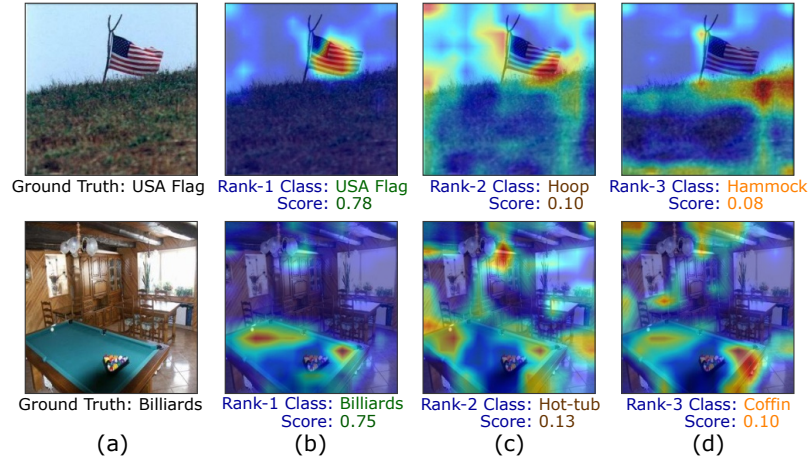 Ground Truth: USA Flag
Rank-1 Class: USA Flag
Score: 0.78
Rank-2 Class: Hoop
Score: 0.10
Rank-3 Class: Hammock
Score: 0.08
Ground Truth: Billiards
Rank-1 Class: Billiards
Score: 0.75
Rank-2 Class: Hot-tub
Score: 0.13
Rank-3 Class: Coffin
Score: 0.10
(a)
(b)
(c)
(d)